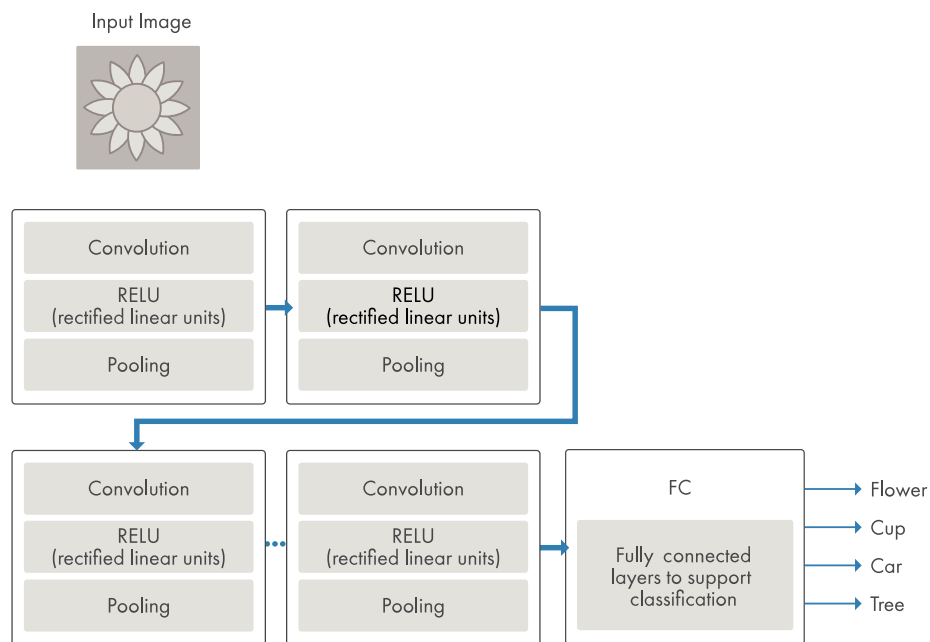 Input Image
Convolution
RELU
(rectified linear units)
Pooling
Convolution
RELU
(rectified linear units)
Pooling
Convolution
RELU
(rectified linear units)
Pooling
Convolution
RELU
(rectified linear units)
Pooling
FC
Fully connected
layers to support
classification
Flower
Cup
Car
Tree